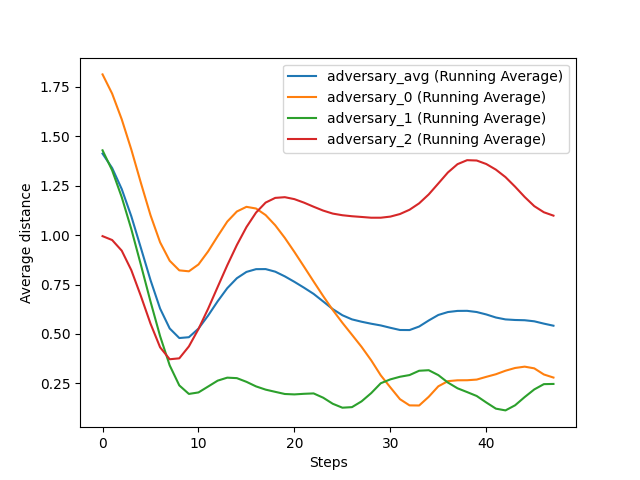 adversary_avg (Running Average)
adversary_0 (Running Average)
adversary_1 (Running Average)
adversary_2 (Running Average)
Average distance
1.75
1.50
1.25
1.00
0.75
0.50
0.25
0 10 20 30 40
Steps